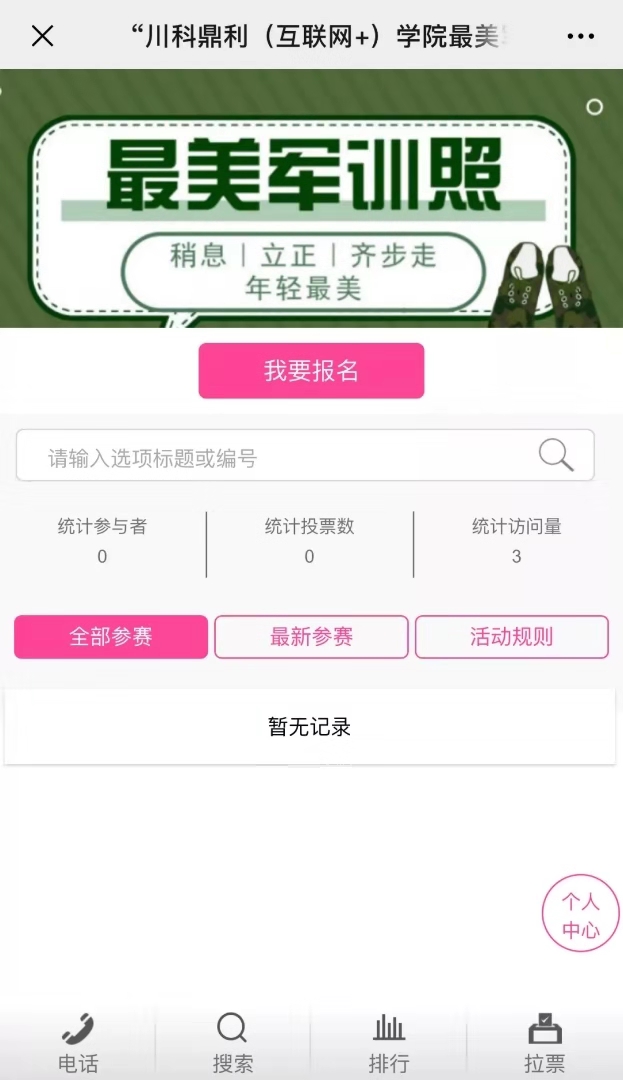 “川科鼎利（互联网+）学院最美
最美军训照
稍息｜立正｜齐步走
年轻最美
我要报名
请输入选项标题或编号
统计参与者 统计投票数 统计访问量
0 0 3
全部参赛 最新参赛 活动规则
暂无记录
个人
中心
电话 搜索 排行 拉票